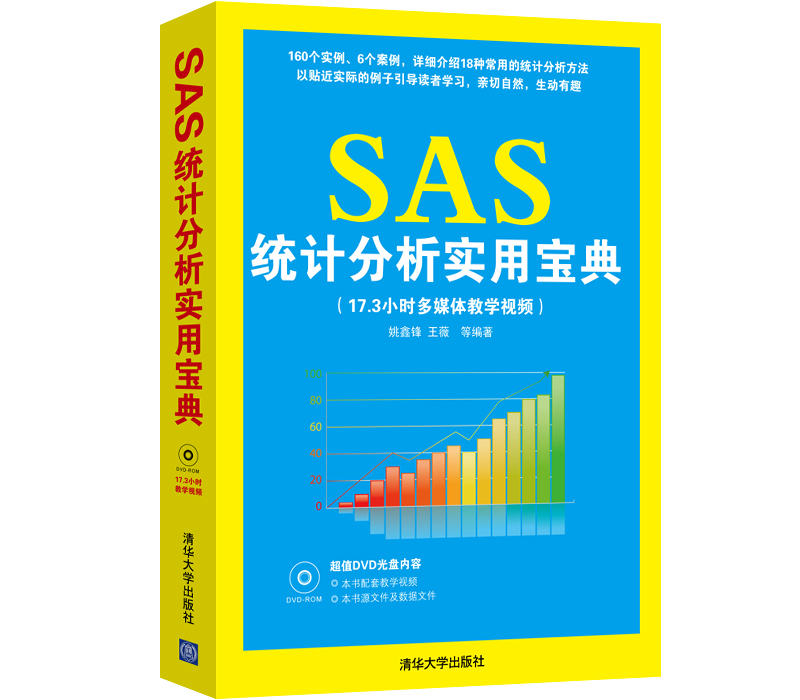 160个实例、6个案例，详细介绍18种常用的统计分析方法
以贴近实际的例子引导读者学习，亲切自然，生动有趣
SAS
统计分析实用宝典
（17.3小时多媒体教学视频）
姚鑫锋 王薇 等编著
100
80
60
40
20
0
超值DVD光盘内容
DVD-ROM
本书配套教学视频
本书源文件及数据文件
清华大学出版社
SAS统计分析实用宝典
DVD-ROM
17.3小时
教学视频
清华大学出版社